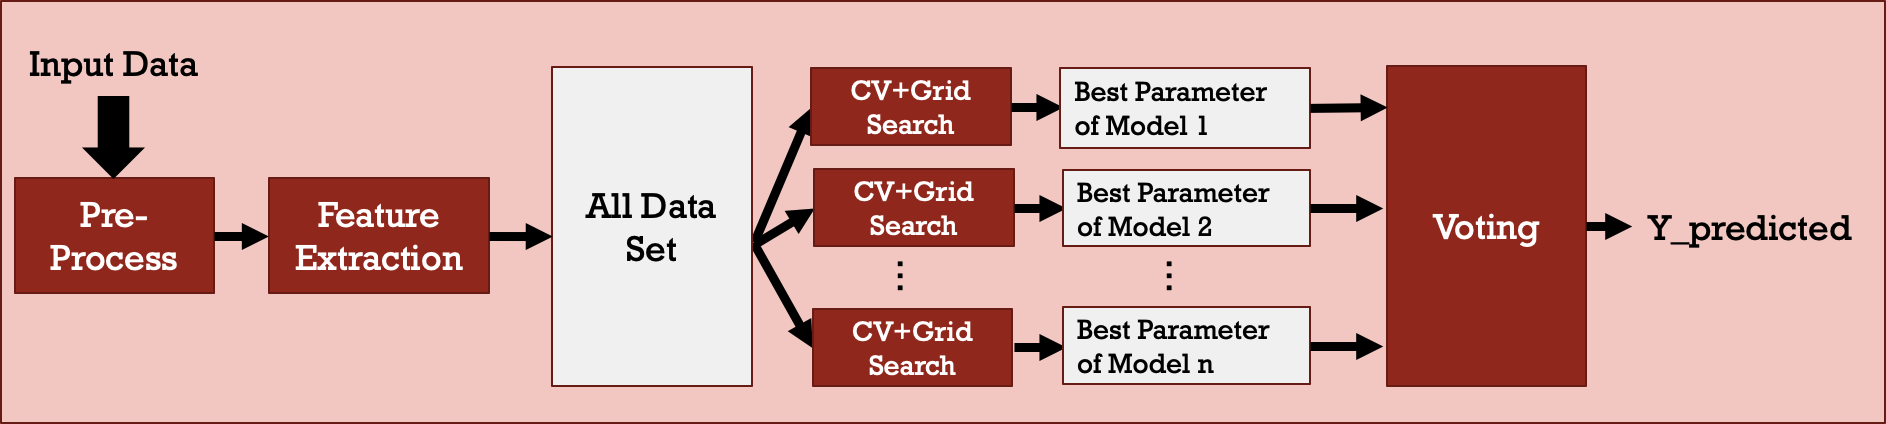 Input Data
Pre-
Process
Feature
Extraction
All Data
Set
CV+Grid
Search
Best Parameter
of Model 1
CV+Grid
Search
Best Parameter
of Model 2
CV+Grid
Search
Best Parameter
of Model n
Voting
Y_predicted